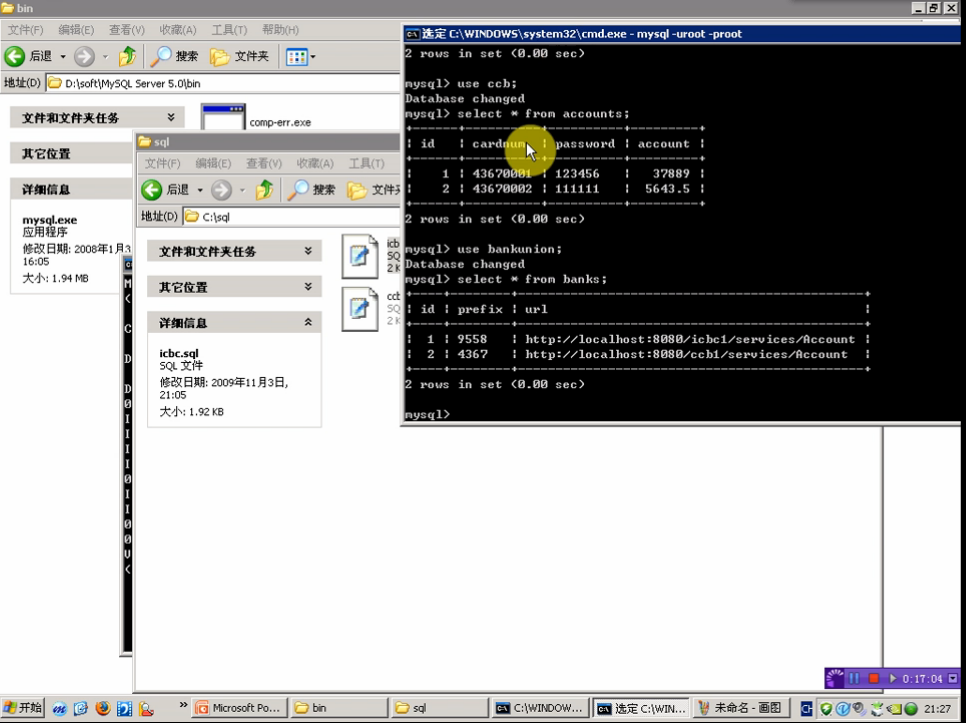 bin
文件(F) 编辑(E) 查看(V) 收藏(A) 工具(T) 帮助(H)
后退 搜索 文件夹
地址(D) D:\soft\MySQL Server 5.0\bin
文件和文件夹任务
其它位置
详细信息
mysql.exe
应用程序
修改日期: 2008年1月3
16:05
大小: 1.94 MB
comp-err.exe
sql
文件(F) 编辑(E) 查看(V) 收藏(A) 工具(T)
后退 搜索 文件夹
地址(D) C:\sql
文件和文件夹任务
其它位置
详细信息
icbc.sql
SQL 文件
修改日期: 2009年11月3日,
21:05
大小: 1.92 KB
选定 C:\WINDOWS\system32\cmd.exe - mysql -uroot -proot
2 rows in set (0.00 sec)
mysql> use ccb;
Database changed
mysql> select * from accounts;
+----+----------+----------+---------+
| id | cardnum | password | account |
+----+----------+----------+---------+
| 1 | 43670001 | 123456 | 37889 |
| 2 | 43670002 | 111111 | 5643.5 |
+----+----------+----------+---------+
2 rows in set (0.00 sec)
mysql> use bankunion;
Database changed
mysql> select * from banks;
+----+--------+---------------------------------------------+
| id | prefix | url |
+----+--------+---------------------------------------------+
| 1 | 9558 | http://localhost:8080/icbc1/services/Account |
| 2 | 4367 | http://localhost:8080/ccb1/services/Account |
+----+--------+---------------------------------------------+
2 rows in set (0.00 sec)
mysql>
0:17:04
开始 Microsoft Po... bin sql C:\WINDOW... 选定 C:\WIN... 未命名 - 画图 21:27